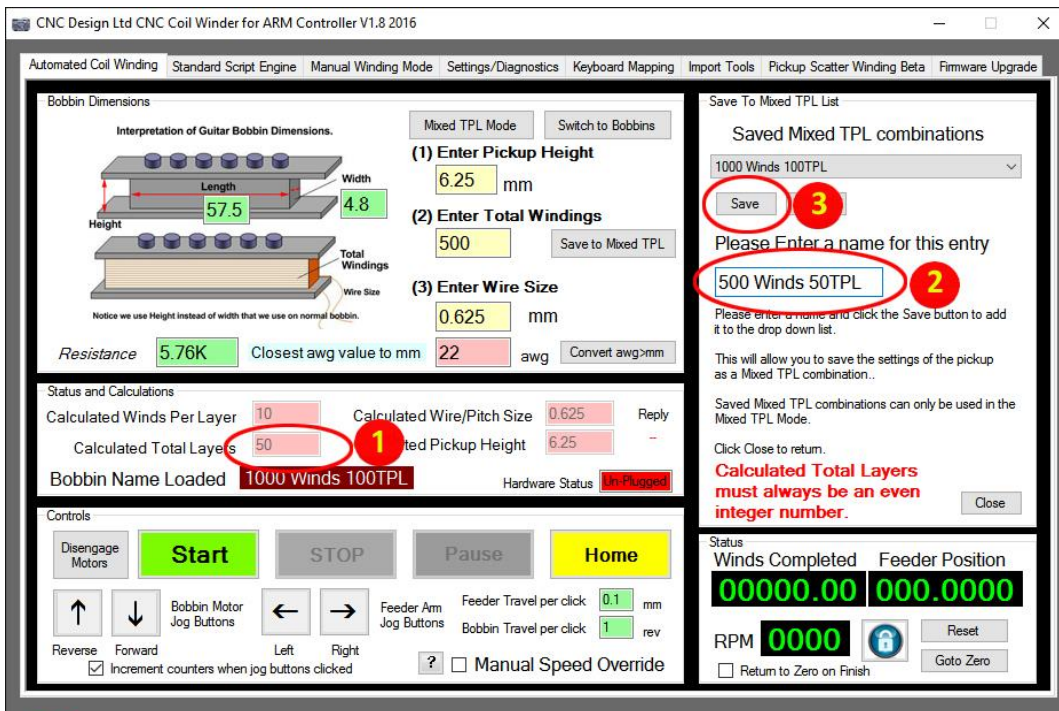 CNC Design Ltd CNC Coil Winder for ARM Controller V1.8 2016
Automated Coil Winding
Standard Script Engine
Manual Winding Mode
Settings/Diagnostics
Keyboard Mapping
Import Tools
Pickup Scatter Winding Beta
Firmware Upgrade
Bobbin Dimensions
Interpretation of Guitar Bobbin Dimensions.
Length
57.5
Width
4.8
Height
Total
Windings
Wire Size
Notice we use Height instead of width that we use on normal bobbin.
Mixed TPL Mode
Switch to Bobbins
(1) Enter Pickup Height
6.25 mm
(2) Enter Total Windings
500
Save to Mixed TPL
(3) Enter Wire Size
0.625 mm
Resistance 5.76K
Closest awg value to mm 22 awg
Convert awg>mm
Status and Calculations
Calculated Winds Per Layer 10
Calculated Wire/Pitch Size 0.625
Reply
Calculated Total Layers 50
1
ted Pickup Height 6.25
--
Bobbin Name Loaded 1000 Winds 100TPL
Hardware Status Un-Plugged
Controls
Disengage
Motors
Start
STOP
Pause
Home
Bobbin Motor
Jog Buttons
Reverse
Forward
Feeder Arm
Jog Buttons
Left
Right
Feeder Travel per click 0.1 mm
Bobbin Travel per click 1 rev
Increment counters when jog buttons clicked
?
Manual Speed Override
Save To Mixed TPL List
Saved Mixed TPL combinations
1000 Winds 100TPL
Save
3
Please Enter a name for this entry
500 Winds 50TPL
2
Please enter a name and click the Save button to add
it to the drop down list.
This will allow you to save the settings of the pickup
as a Mixed TPL combination..
Saved Mixed TPL combinations can only be used in the
Mixed TPL Mode.
Click Close to return.
Calculated Total Layers
must always be an even
integer number.
Close
Status
Winds Completed
Feeder Position
00000.00
000.0000
RPM 0000
Reset
Goto Zero
Return to Zero on Finish